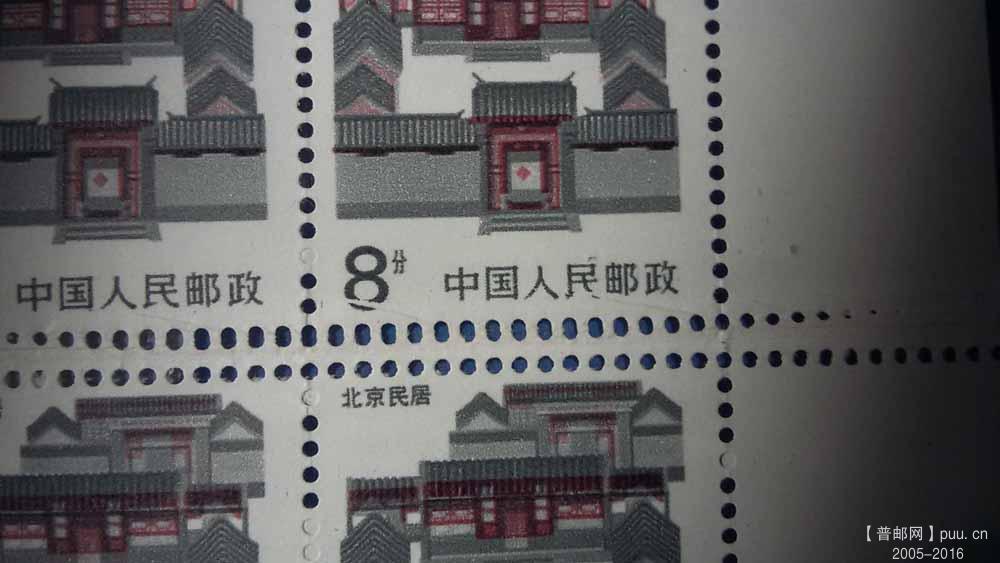 中国人民邮政
8分 中国人民邮政
北京民居
【普邮网】puu.cn
2005-2016